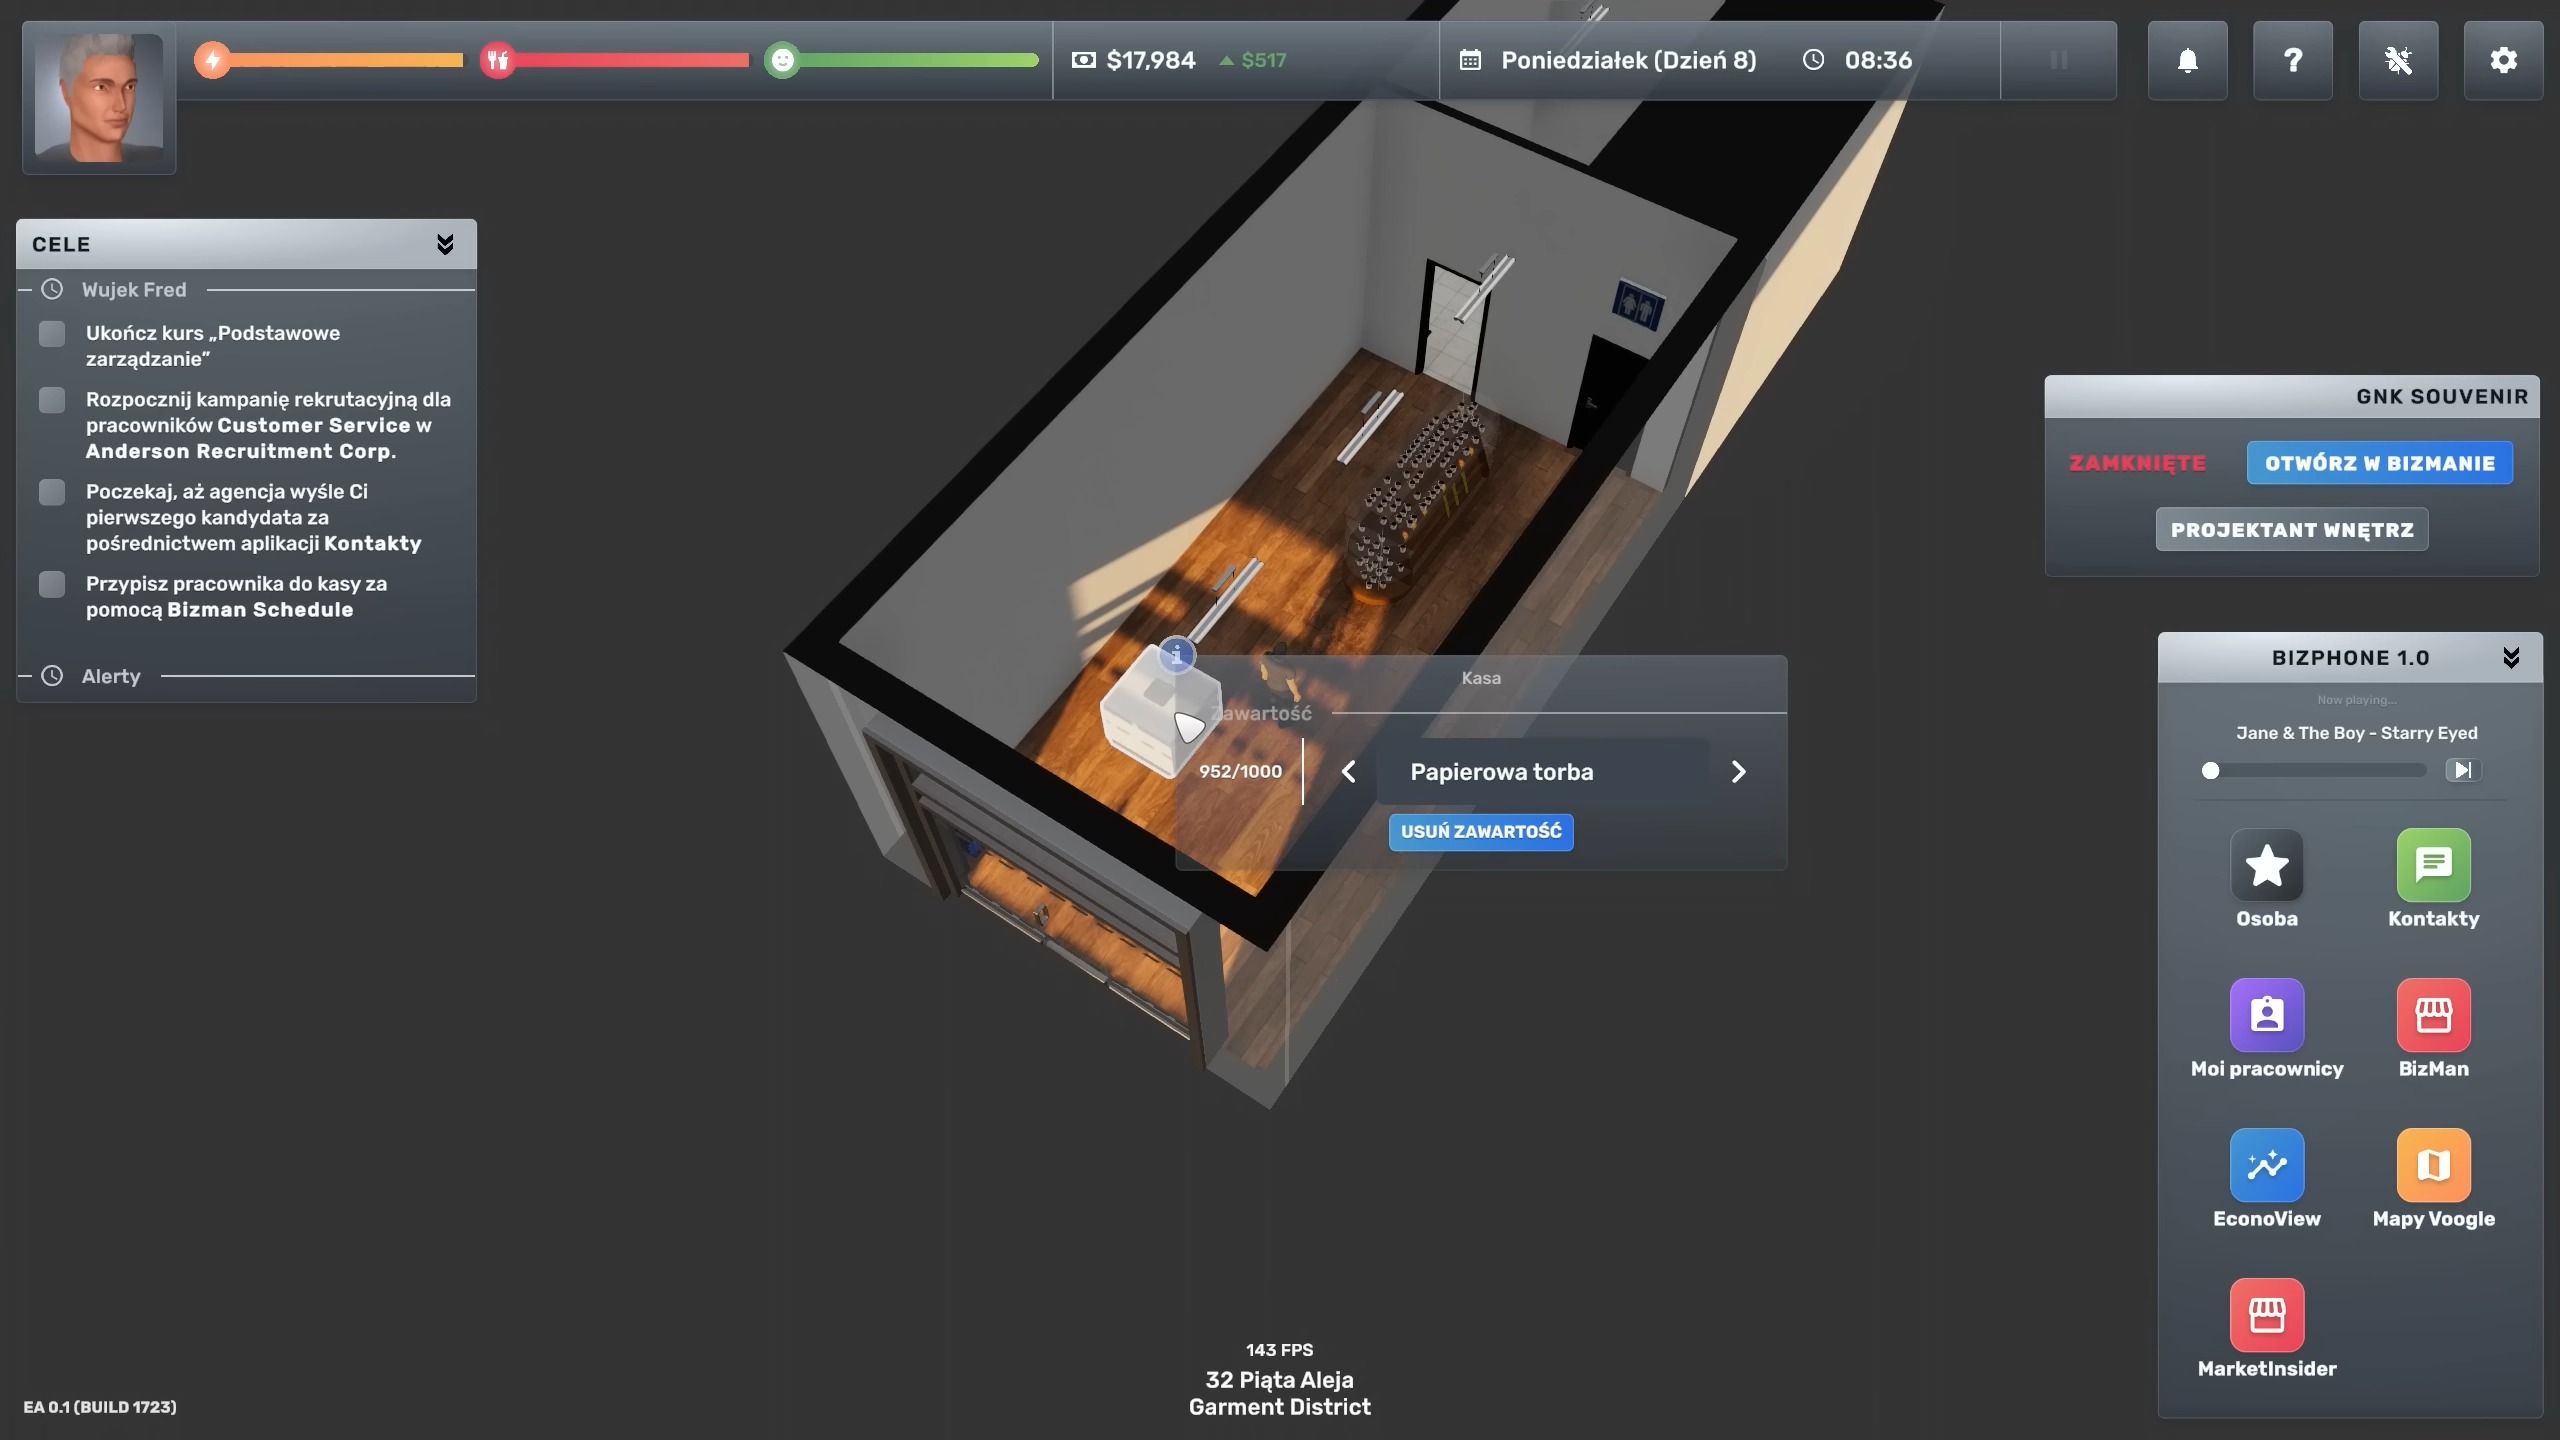 $17,984
$517
Poniedziałek (Dzień 8)
08:36
?
CELE
Wujek Fred
Ukończ kurs „Podstawowe
zarządzanie”
Rozpocznij kampanię rekrutacyjną dla
pracowników Customer Service w
Anderson Recruitment Corp.
Poczekaj, aż agencja wyśle Ci
pierwszego kandydata za
pośrednictwem aplikacji Kontakty
Przypisz pracownika do kasy za
pomocą Bizman Schedule
Alerty
GNK SOUVENIR
ZAMKNIĘTE
OTWÓRZ W BIZMANIE
PROJEKTANT WNĘTRZ
Kasa
Zawartość
952/1000
Papierowa torba
USUŃ ZAWARTOŚĆ
BIZPHONE 1.0
Now playing...
Jane & The Boy - Starry Eyed
Osoba
Kontakty
Moi pracownicy
BizMan
EconoView
Mapy Voogle
MarketInsider
143 FPS
32 Piąta Aleja
Garment District
EA 0.1 (BUILD 1723)